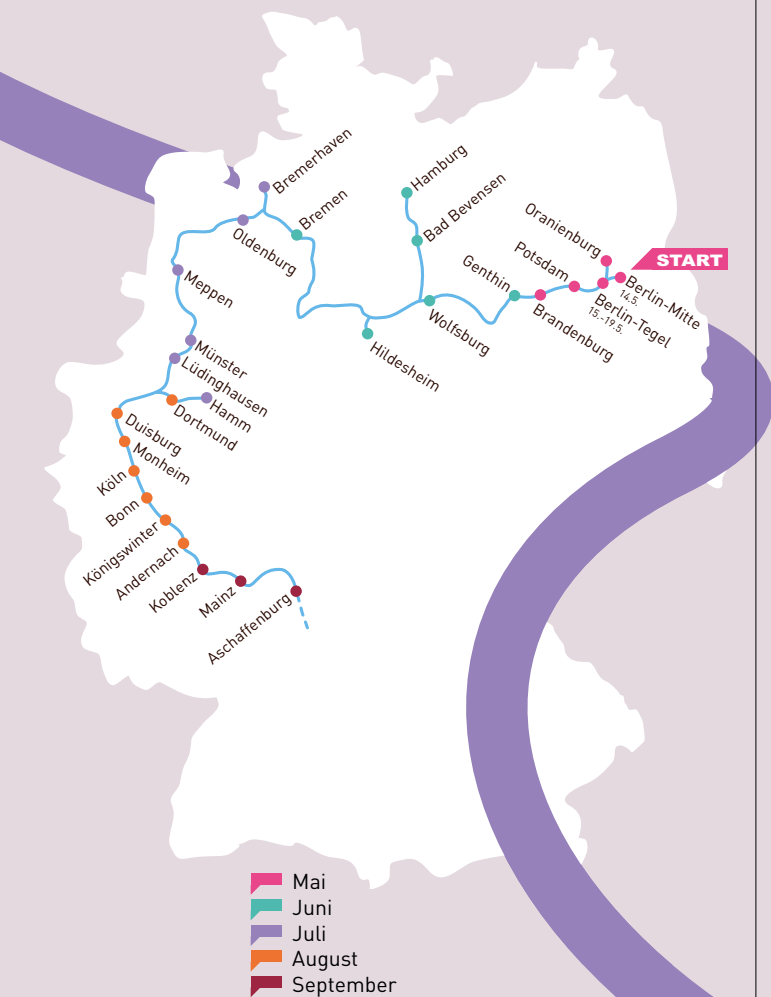 Bremerhaven
Hamburg
Bremen
Bad Bevensen
Oldenburg
Oranienburg
START
Meppen
Genthin
Potsdam
Berlin-Mitte
14.5.
Berlin-Tegel
15.-19.5.
Brandenburg
Wolfsburg
Hildesheim
Münster
Lüdinghausen
Hamm
Dortmund
Duisburg
Monheim
Köln
Bonn
Königswinter
Andernach
Koblenz
Mainz
Aschaffenburg
Mai
Juni
Juli
August
September